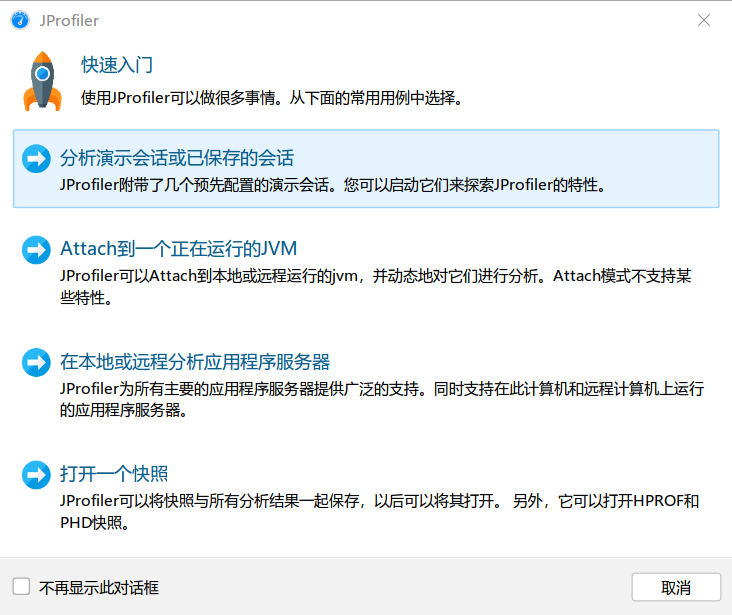 JProfiler
快速入门
使用JProfiler可以做很多事情。从下面的常用用例中选择。
分析演示会话或已保存的会话
JProfiler附带了几个预先配置的演示会话。您可以启动它们来探索JProfiler的特性。
Attach到一个正在运行的JVM
JProfiler可以Attach到本地或远程运行的jvm，并动态地对它们进行分析。Attach模式不支持某
些特性。
在本地或远程分析应用程序服务器
JProfiler为所有主要的应用程序服务器提供广泛的支持。同时支持在此计算机和远程计算机上运行
的应用程序服务器。
打开一个快照
JProfiler可以将快照与所有分析结果一起保存，以后可以将其打开。 另外，它可以打开HPROF和
PHD快照。
不再显示此对话框
取消